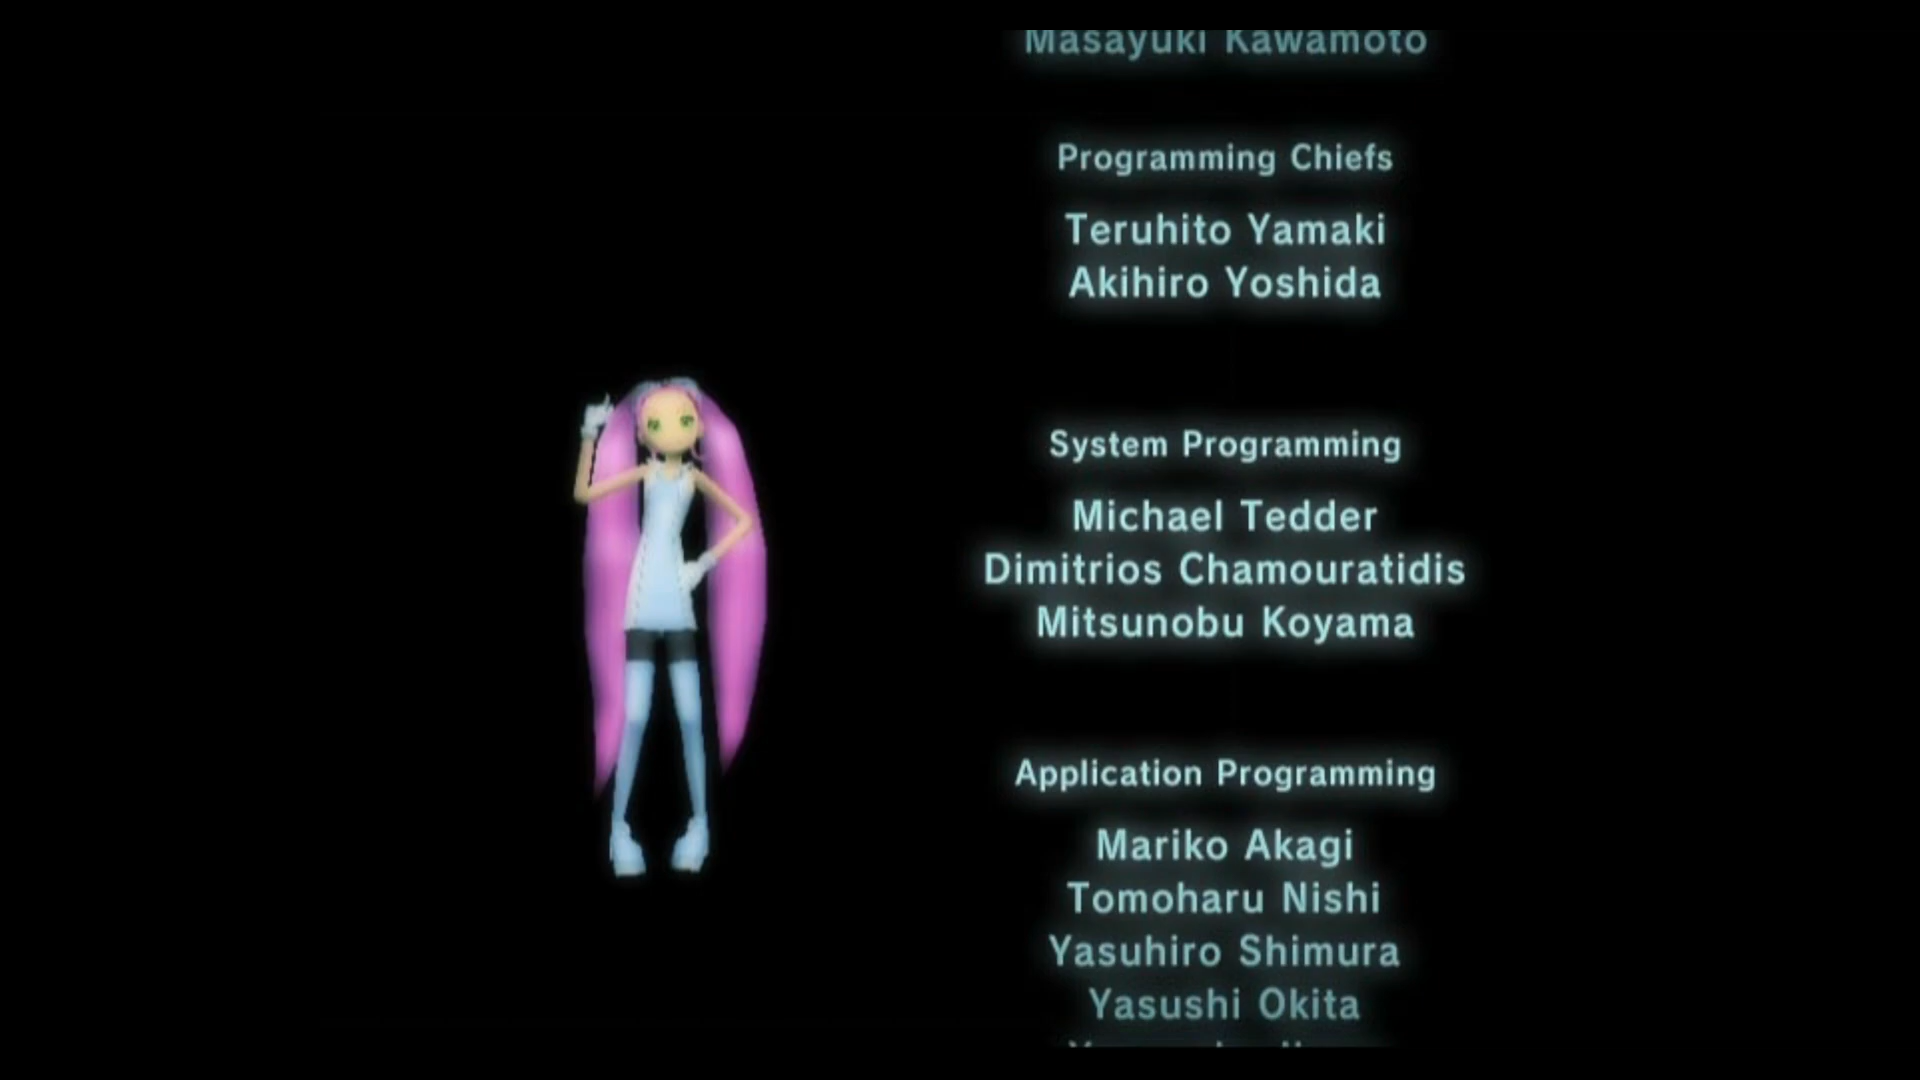 Masayuki Kawamoto
Programming Chiefs
Teruhito Yamaki
Akihiro Yoshida
System Programming
Michael Tedder
Dimitrios Chamouratidis
Mitsunobu Koyama
Application Programming
Mariko Akagi
Tomoharu Nishi
Yasuhiro Shimura
Yasushi Okita